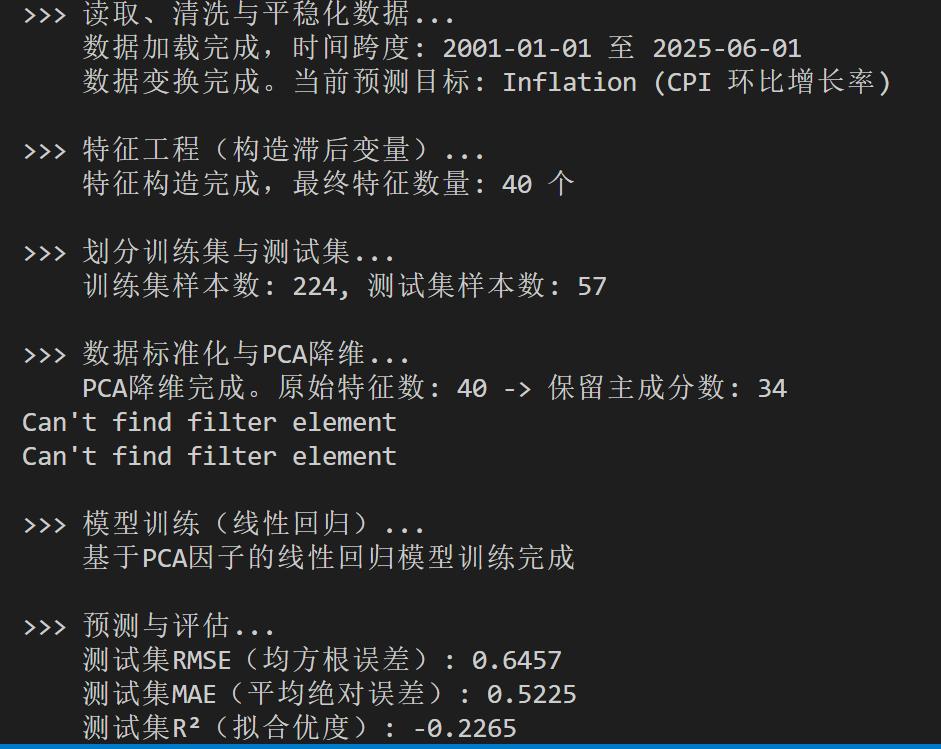 >>> 读取、清洗与平稳化数据...
数据加载完成，时间跨度: 2001-01-01 至 2025-06-01
数据变换完成。当前预测目标: Inflation (CPI 环比增长率)
>>> 特征工程（构造滞后变量）...
特征构造完成，最终特征数量: 40 个
>>> 划分训练集与测试集...
训练集样本数: 224, 测试集样本数: 57
>>> 数据标准化与PCA降维...
PCA降维完成。原始特征数: 40 -> 保留主成分数: 34
Can't find filter element
Can't find filter element
>>> 模型训练（线性回归）...
基于PCA因子的线性回归模型训练完成
>>> 预测与评估...
测试集RMSE（均方根误差）: 0.6457
测试集MAE（平均绝对误差）: 0.5225
测试集R²（拟合优度）: -0.2265